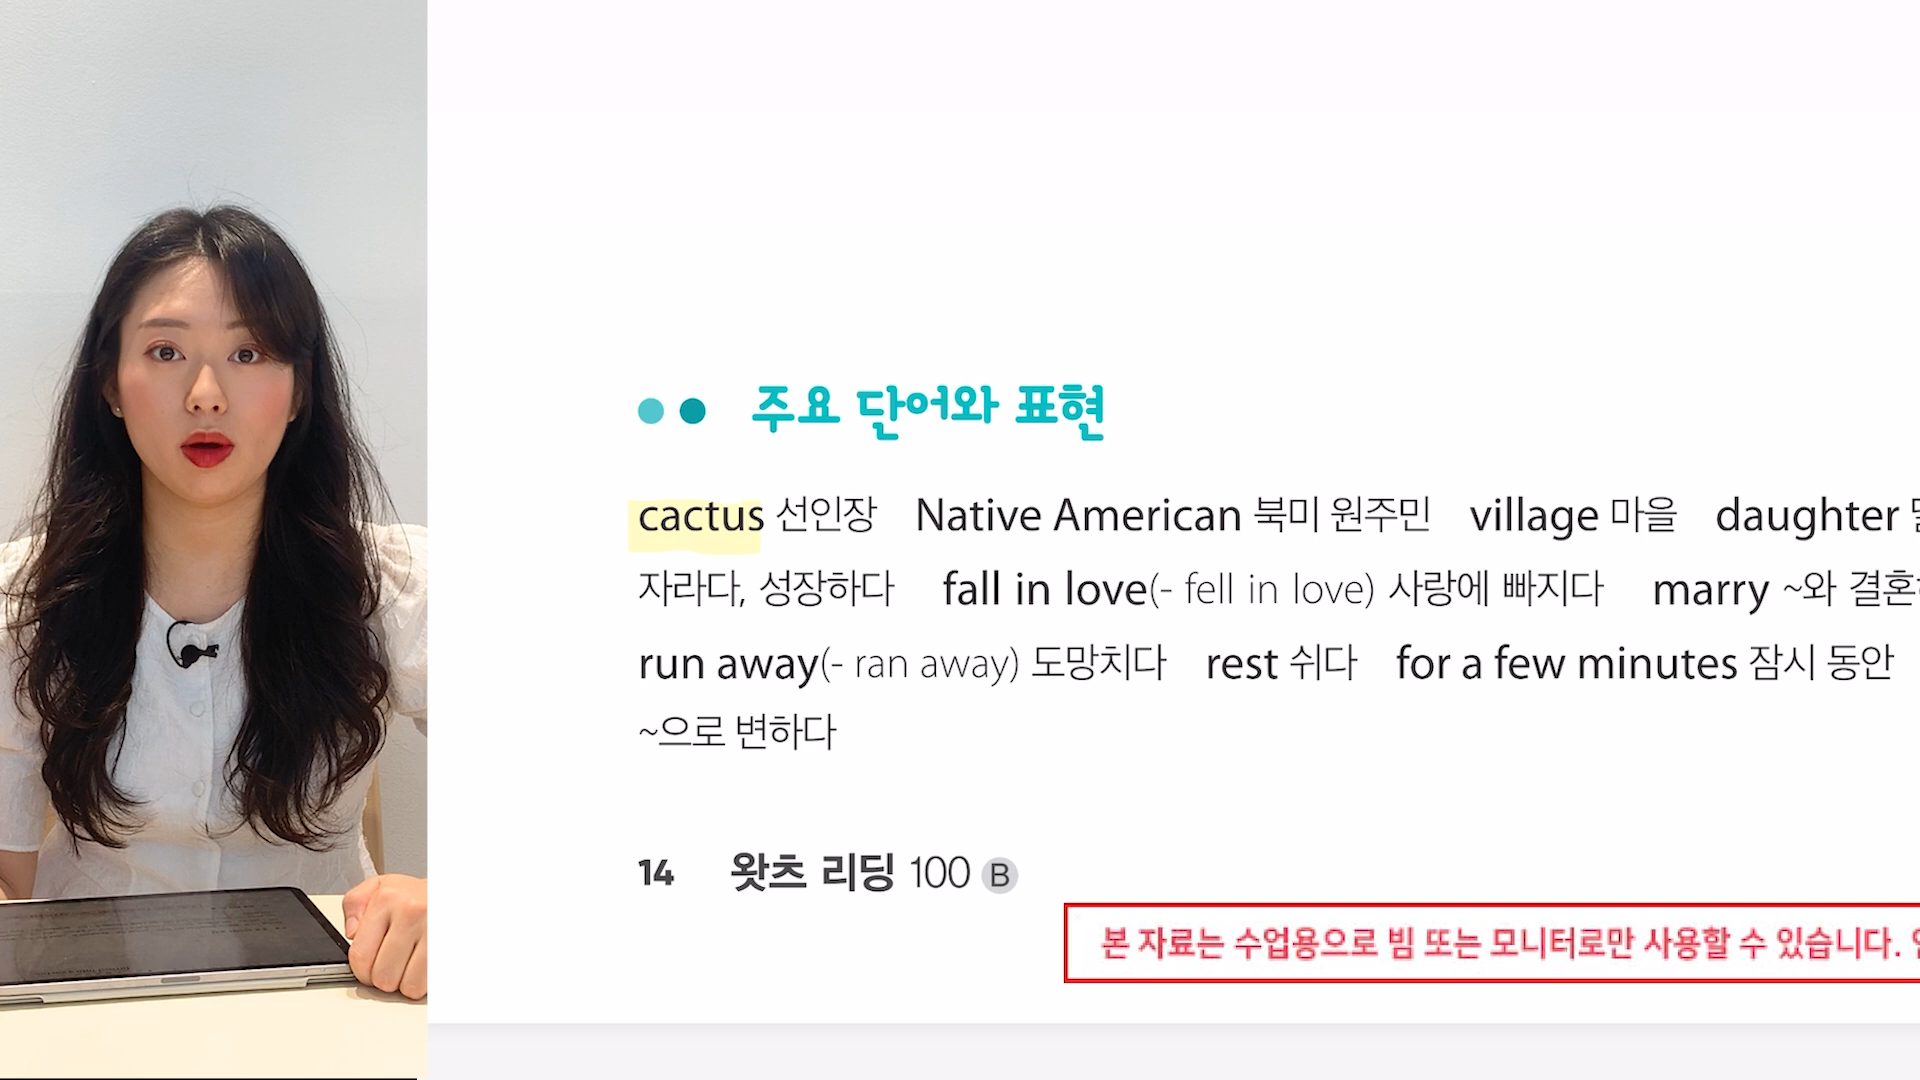 주요 단어와 표현
cactus 선인장 Native American 북미 원주민 village 마을 daughter
자라다, 성장하다 fall in love(- fell in love) 사랑에 빠지다 marry ~와 결혼
run away(- ran away) 도망치다 rest 쉬다 for a few minutes 잠시 동안
~으로 변하다
14 왓츠 리딩 100 B
본 자료는 수업용으로 빔 또는 모니터로만 사용할 수 있습니다.